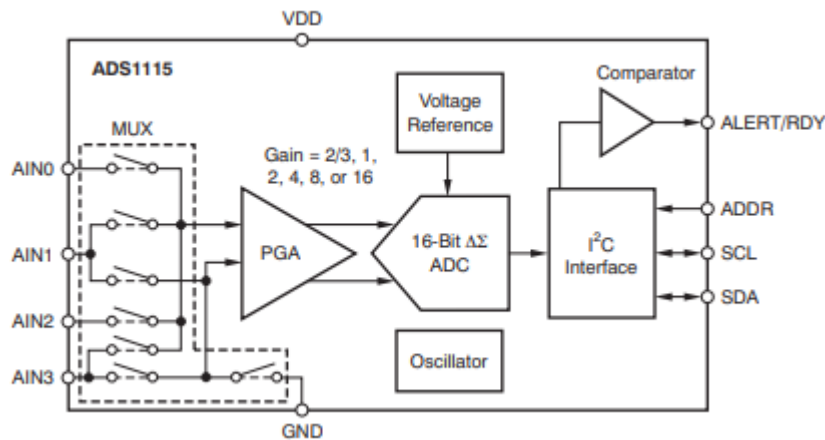 VDD
ADS1115
Comparator
Voltage
Reference
MUX
ALERT/RDY
Gain = 2/3, 1,
2, 4, 8, or 16
AIN0
ADDR
AIN1
PGA
16-Bit ΔΣ
ADC
I²C
Interface
SCL
AIN2
SDA
Oscillator
AIN3
GND